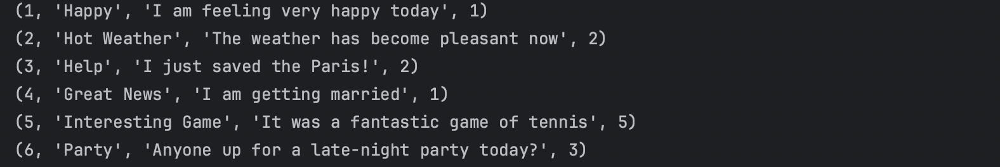 (1, 'Happy', 'I am feeling very happy today', 1)
(2, 'Hot Weather', 'The weather has become pleasant now', 2)
(3, 'Help', 'I just saved the Paris!', 2)
(4, 'Great News', 'I am getting married', 1)
(5, 'Interesting Game', 'It was a fantastic game of tennis', 5)
(6, 'Party', 'Anyone up for a late-night party today?', 3)